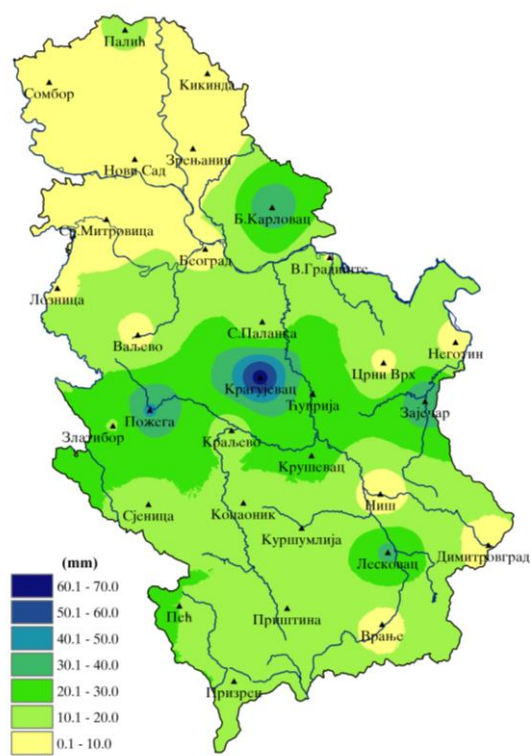 Палић
Кикинда
Сомбор
Зрењанин
Нови Сад
Б.Карловац
Ср.Митровица
Београд
В.Градиште
Лозница
С.Паланка
Ваљево
Неготин
Црни Врх
Крагујевац
Ћуприја
Зајечар
Пожега
Златибор
Краљево
Крушевац
Ниш
Сјеница
Копаоник
Куршумлија
Димитровград
Лесковац
(mm)
60.1 - 70.0
50.1 - 60.0
40.1 - 50.0
30.1 - 40.0
20.1 - 30.0
10.1 - 20.0
0.1 - 10.0
Пећ
Приштина
Врање
Призрен